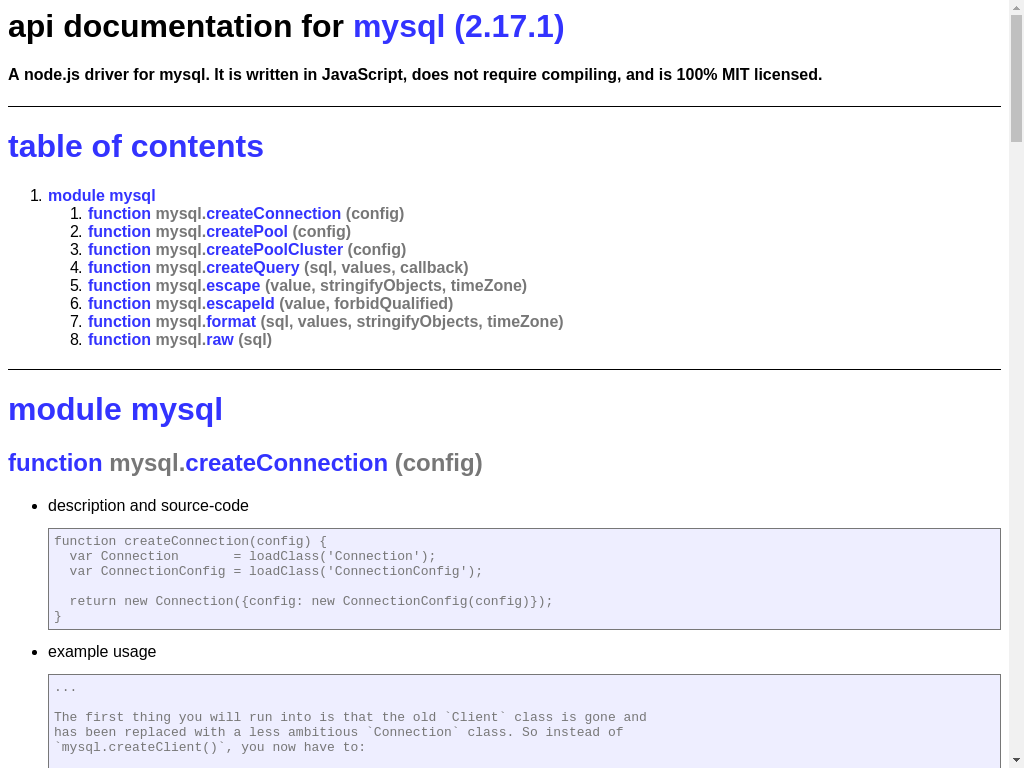 api documentation for mysql (2.17.1)
A node.js driver for mysql. It is written in JavaScript, does not require compiling, and is 100% MIT licensed.
table of contents
1. module mysql
1. function mysql.createConnection (config)
2. function mysql.createPool (config)
3. function mysql.createPoolCluster (config)
4. function mysql.createQuery (sql, values, callback)
5. function mysql.escape (value, stringifyObjects, timeZone)
6. function mysql.escapeId (value, forbidQualified)
7. function mysql.format (sql, values, stringifyObjects, timeZone)
8. function mysql.raw (sql)
module mysql
function mysql.createConnection (config)
• description and source-code
function createConnection(config) {
  var Connection       = loadClass('Connection');
  var ConnectionConfig = loadClass('ConnectionConfig');

  return new Connection({config: new ConnectionConfig(config)});
}
• example usage
...

The first thing you will run into is that the old `Client` class is gone and
has been replaced with a less ambitious `Connection` class. So instead of
`mysql.createClient()`, you now have to: